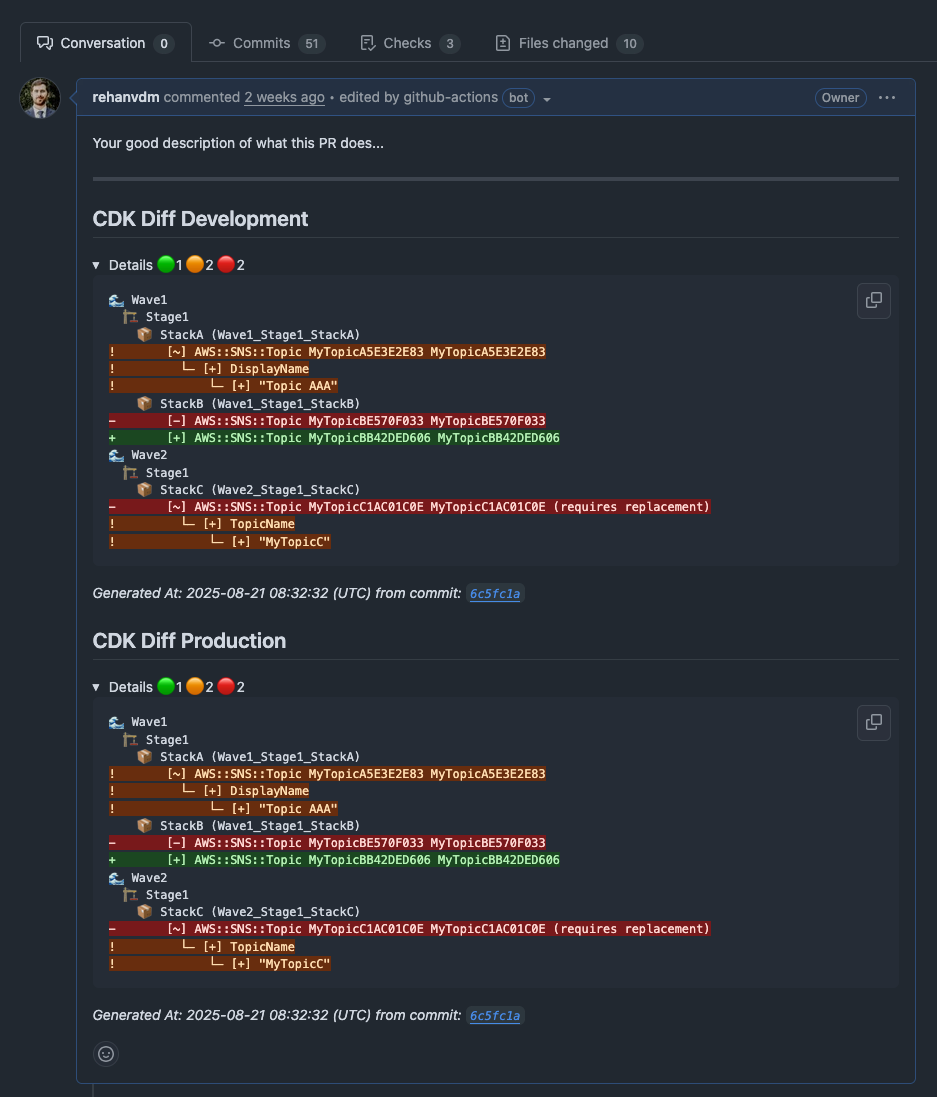 Conversation 0 Commits 51 Checks 3 Files changed 10
rehanvdm commented 2 weeks ago • edited by github-actions bot Owner ...
Your good description of what this PR does...
CDK Diff Development
▼ Details 🟢1 🟠2 🔴2
🌊 Wave1
🏗️ Stage1
📦 StackA (Wave1_Stage1_StackA)
! [~] AWS::SNS::Topic MyTopicA5E3E2E83 MyTopicA5E3E2E83
! └─ [+] DisplayName
! └─ [+] "Topic AAA"
📦 StackB (Wave1_Stage1_StackB)
- [-] AWS::SNS::Topic MyTopicBE570F033 MyTopicBE570F033
+ [+] AWS::SNS::Topic MyTopicBB42DED606 MyTopicBB42DED606
🌊 Wave2
🏗️ Stage1
📦 StackC (Wave2_Stage1_StackC)
- [~] AWS::SNS::Topic MyTopicC1AC01C0E MyTopicC1AC01C0E (requires replacement)
! └─ [+] TopicName
! └─ [+] "MyTopicC"
Generated At: 2025-08-21 08:32:32 (UTC) from commit: 6c5fc1a
CDK Diff Production
▼ Details 🟢1 🟠2 🔴2
🌊 Wave1
🏗️ Stage1
📦 StackA (Wave1_Stage1_StackA)
! [~] AWS::SNS::Topic MyTopicA5E3E2E83 MyTopicA5E3E2E83
! └─ [+] DisplayName
! └─ [+] "Topic AAA"
📦 StackB (Wave1_Stage1_StackB)
- [-] AWS::SNS::Topic MyTopicBE570F033 MyTopicBE570F033
+ [+] AWS::SNS::Topic MyTopicBB42DED606 MyTopicBB42DED606
🌊 Wave2
🏗️ Stage1
📦 StackC (Wave2_Stage1_StackC)
- [~] AWS::SNS::Topic MyTopicC1AC01C0E MyTopicC1AC01C0E (requires replacement)
! └─ [+] TopicName
! └─ [+] "MyTopicC"
Generated At: 2025-08-21 08:32:32 (UTC) from commit: 6c5fc1a